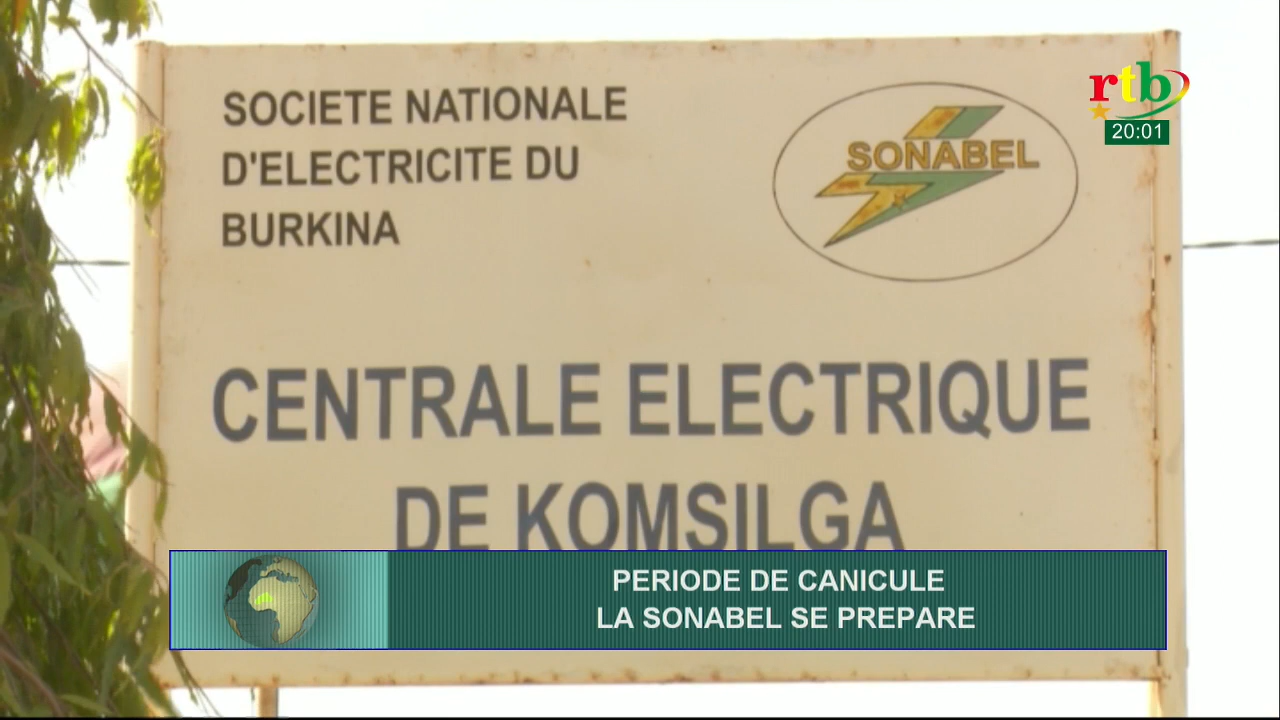 rtb
20:01
SOCIETE NATIONALE
D'ELECTRICITE DU
BURKINA
SONABEL
CENTRALE ELECTRIQUE
DE KOMSILGA
PERIODE DE CANICULE
LA SONABEL SE PREPARE